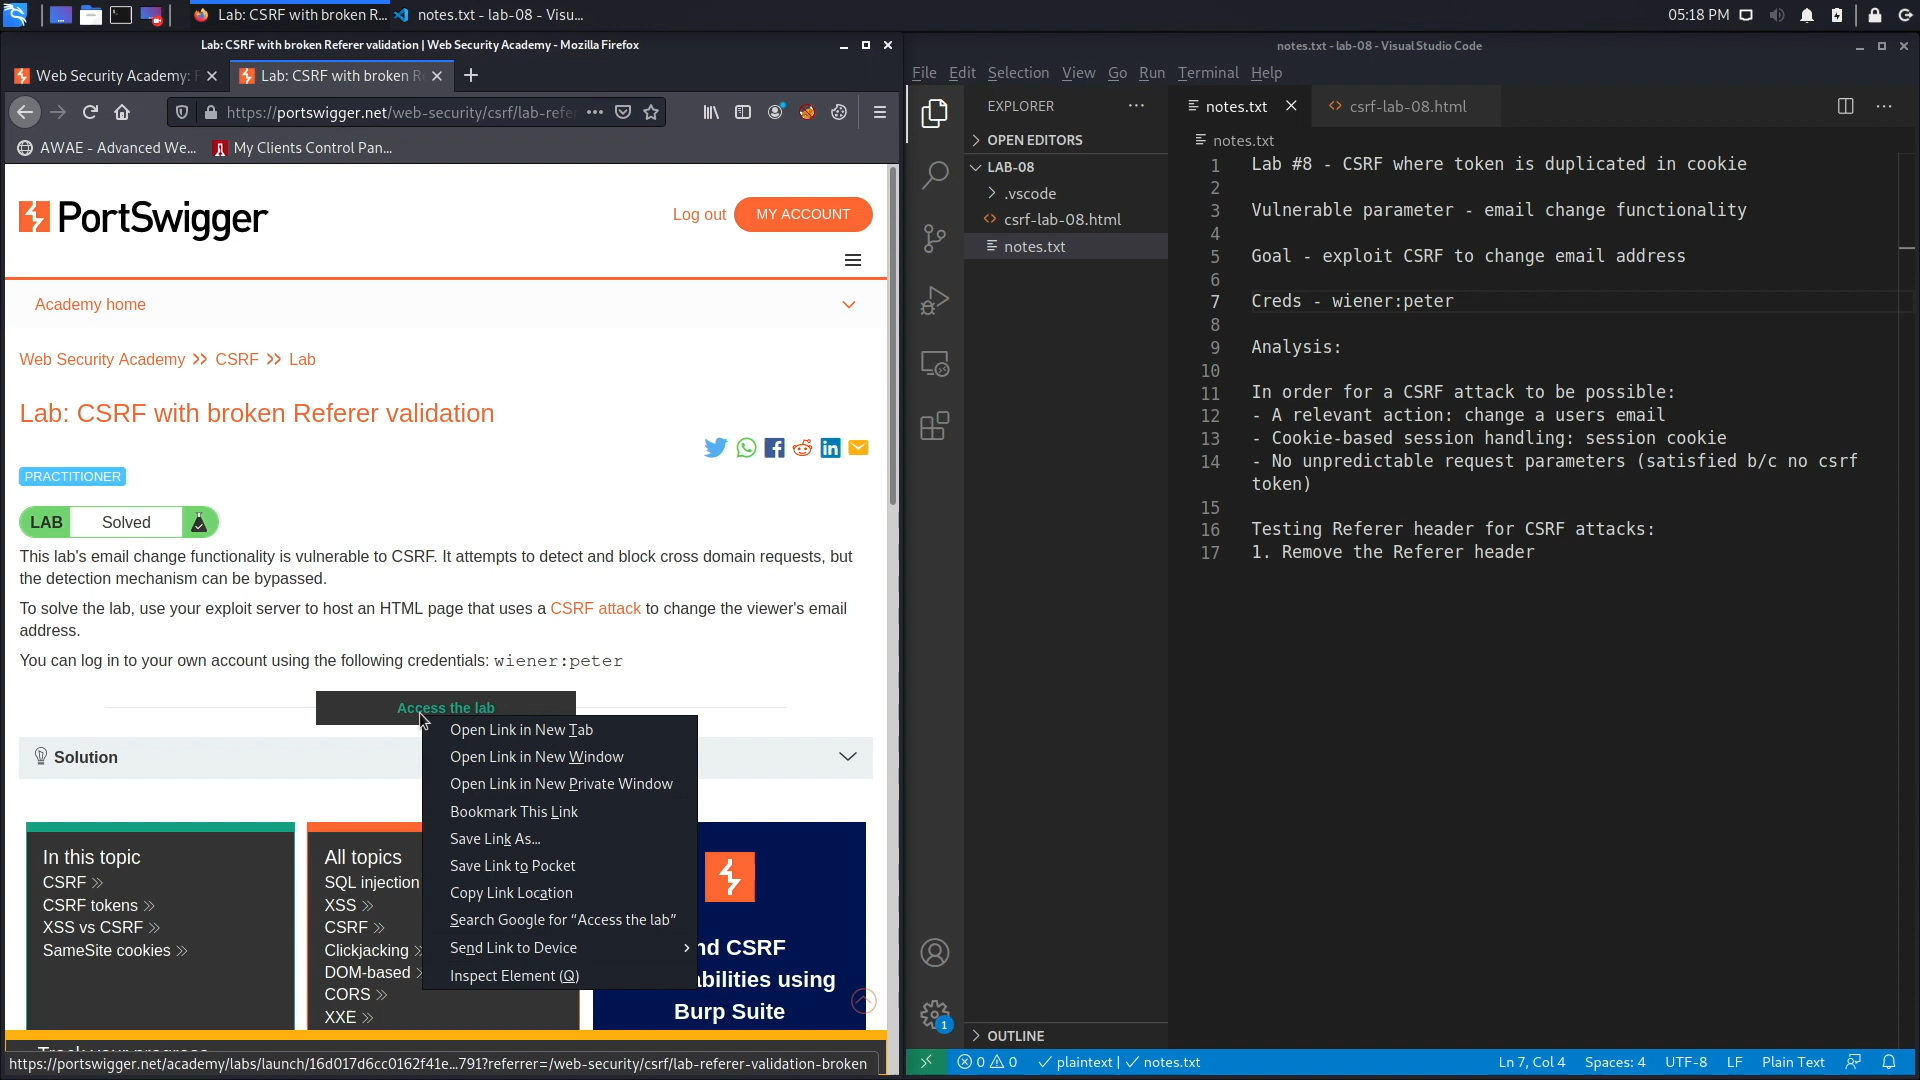 Lab: CSRF with broken R...
notes.txt - lab-08 - Visu...
05:18 PM
Lab: CSRF with broken Referer validation | Web Security Academy - Mozilla Firefox
Web Security Academy:
Lab: CSRF with broken R
https://portswigger.net/web-security/csrf/lab-refe
AWAE - Advanced We...
My Clients Control Pan...
PortSwigger
Log out
MY ACCOUNT
Academy home
Web Security Academy >> CSRF >> Lab
Lab: CSRF with broken Referer validation
PRACTITIONER
LAB Solved
This lab's email change functionality is vulnerable to CSRF. It attempts to detect and block cross domain requests, but
the detection mechanism can be bypassed.
To solve the lab, use your exploit server to host an HTML page that uses a CSRF attack to change the viewer's email
address.
You can log in to your own account using the following credentials: wiener:peter
Access the lab
Solution
Open Link in New Tab
Open Link in New Window
Open Link in New Private Window
Bookmark This Link
Save Link As...
Save Link to Pocket
Copy Link Location
Search Google for “Access the lab”
Send Link to Device
Inspect Element (Q)
In this topic
CSRF >>
CSRF tokens >>
XSS vs CSRF >>
SameSite cookies >>
All topics
SQL injection
XSS >>
CSRF >>
Clickjacking >>
DOM-based
CORS >>
XXE >>
CSRF
using
Burp Suite
https://portswigger.net/academy/labs/launch/16d017d6cc0162f41e...791?referrer=/web-security/csrf/lab-referer-validation-broken
notes.txt - lab-08 - Visual Studio Code
File Edit Selection View Go Run Terminal Help
EXPLORER
OPEN EDITORS
LAB-08
.vscode
csrf-lab-08.html
notes.txt
OUTLINE
1
notes.txt
csrf-lab-08.html
notes.txt
1 Lab #8 - CSRF where token is duplicated in cookie
2
3 Vulnerable parameter - email change functionality
4
5 Goal - exploit CSRF to change email address
6
7 Creds - wiener:peter
8
9 Analysis:
10
11 In order for a CSRF attack to be possible:
12 - A relevant action: change a users email
13 - Cookie-based session handling: session cookie
14 - No unpredictable request parameters (satisfied b/c no csrf
token)
15
16 Testing Referer header for CSRF attacks:
17 1. Remove the Referer header
0 0 plaintext | notes.txt
Ln 7, Col 4 Spaces: 4 UTF-8 LF Plain Text